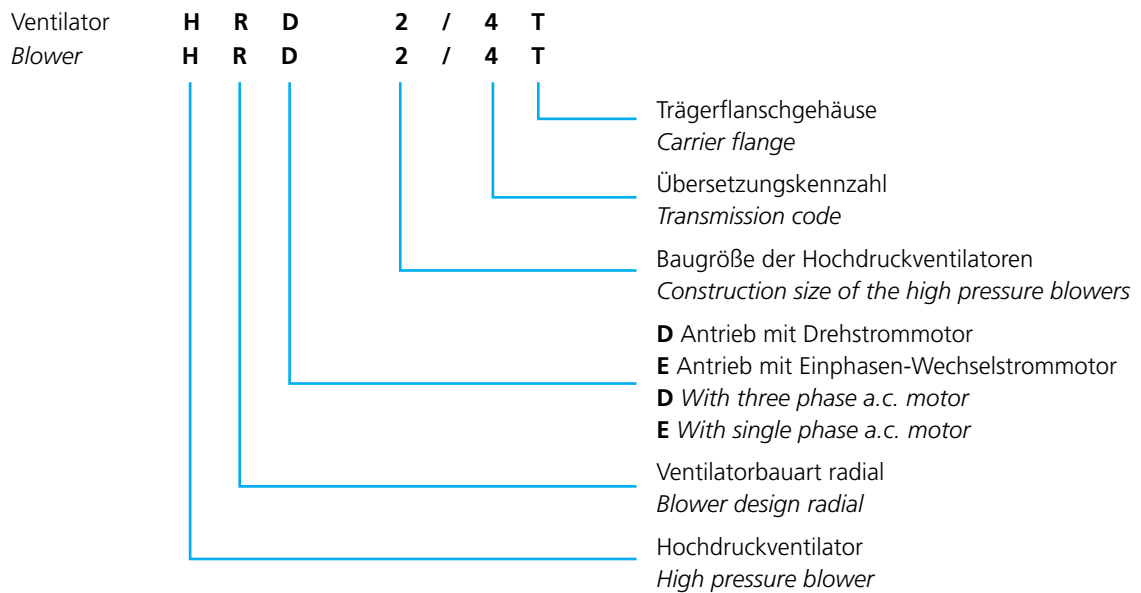 Ventilator H R D 2 / 4 T
Blower H R D 2 / 4 T
Trägerflanschgehäuse
Carrier flange
Übersetzungskennzahl
Transmission code
Baugröße der Hochdruckventilatoren
Construction size of the high pressure blowers
D Antrieb mit Drehstrommotor
E Antrieb mit Einphasen-Wechselstrommotor
D With three phase a.c. motor
E With single phase a.c. motor
Ventilatorbauart radial
Blower design radial
Hochdruckventilator
High pressure blower